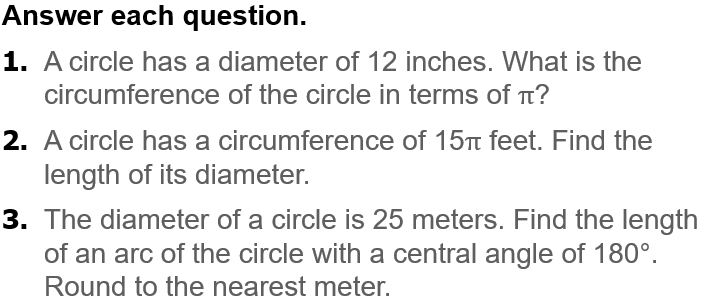 Answer each question.
1. A circle has a diameter of 12 inches. What is the
circumference of the circle in terms of π?
2. A circle has a circumference of 15π feet. Find the
length of its diameter.
3. The diameter of a circle is 25 meters. Find the length
of an arc of the circle with a central angle of 180°.
Round to the nearest meter.